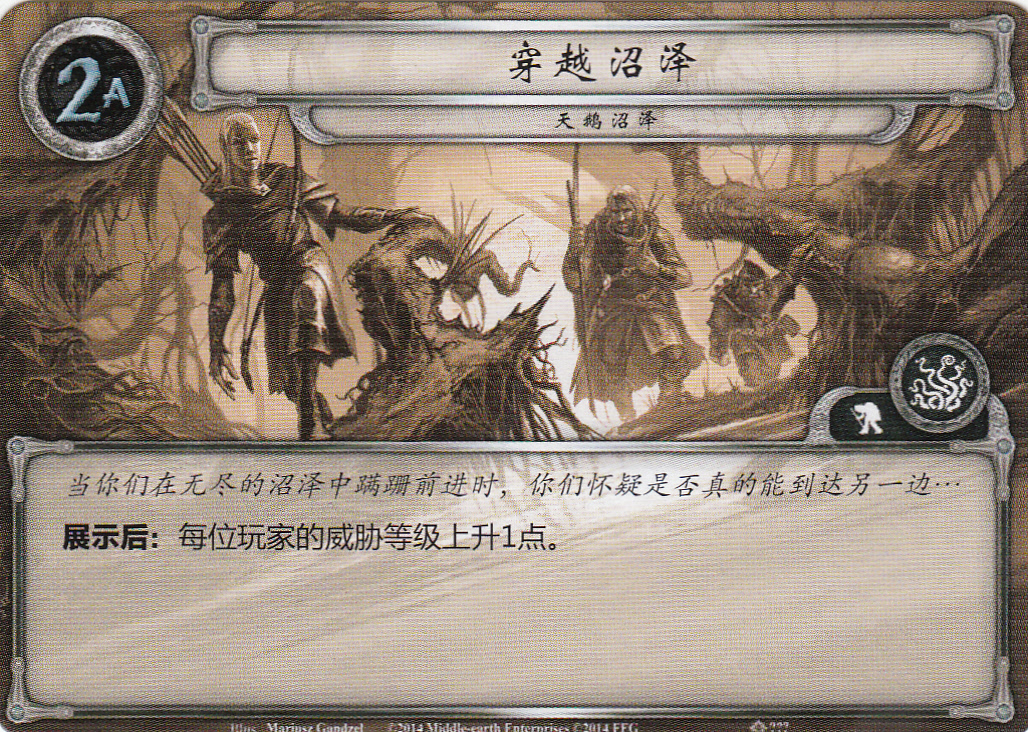 2A
穿越沼泽
天鹅沼泽
当你们在无尽的沼泽中蹒跚前进时，你们怀疑是否真的能到达另一边…
展示后：每位玩家的威胁等级上升1点。
Illus. Mariusz Gandzel ©2014 Middle-earth Enterprises ©2014 FFG